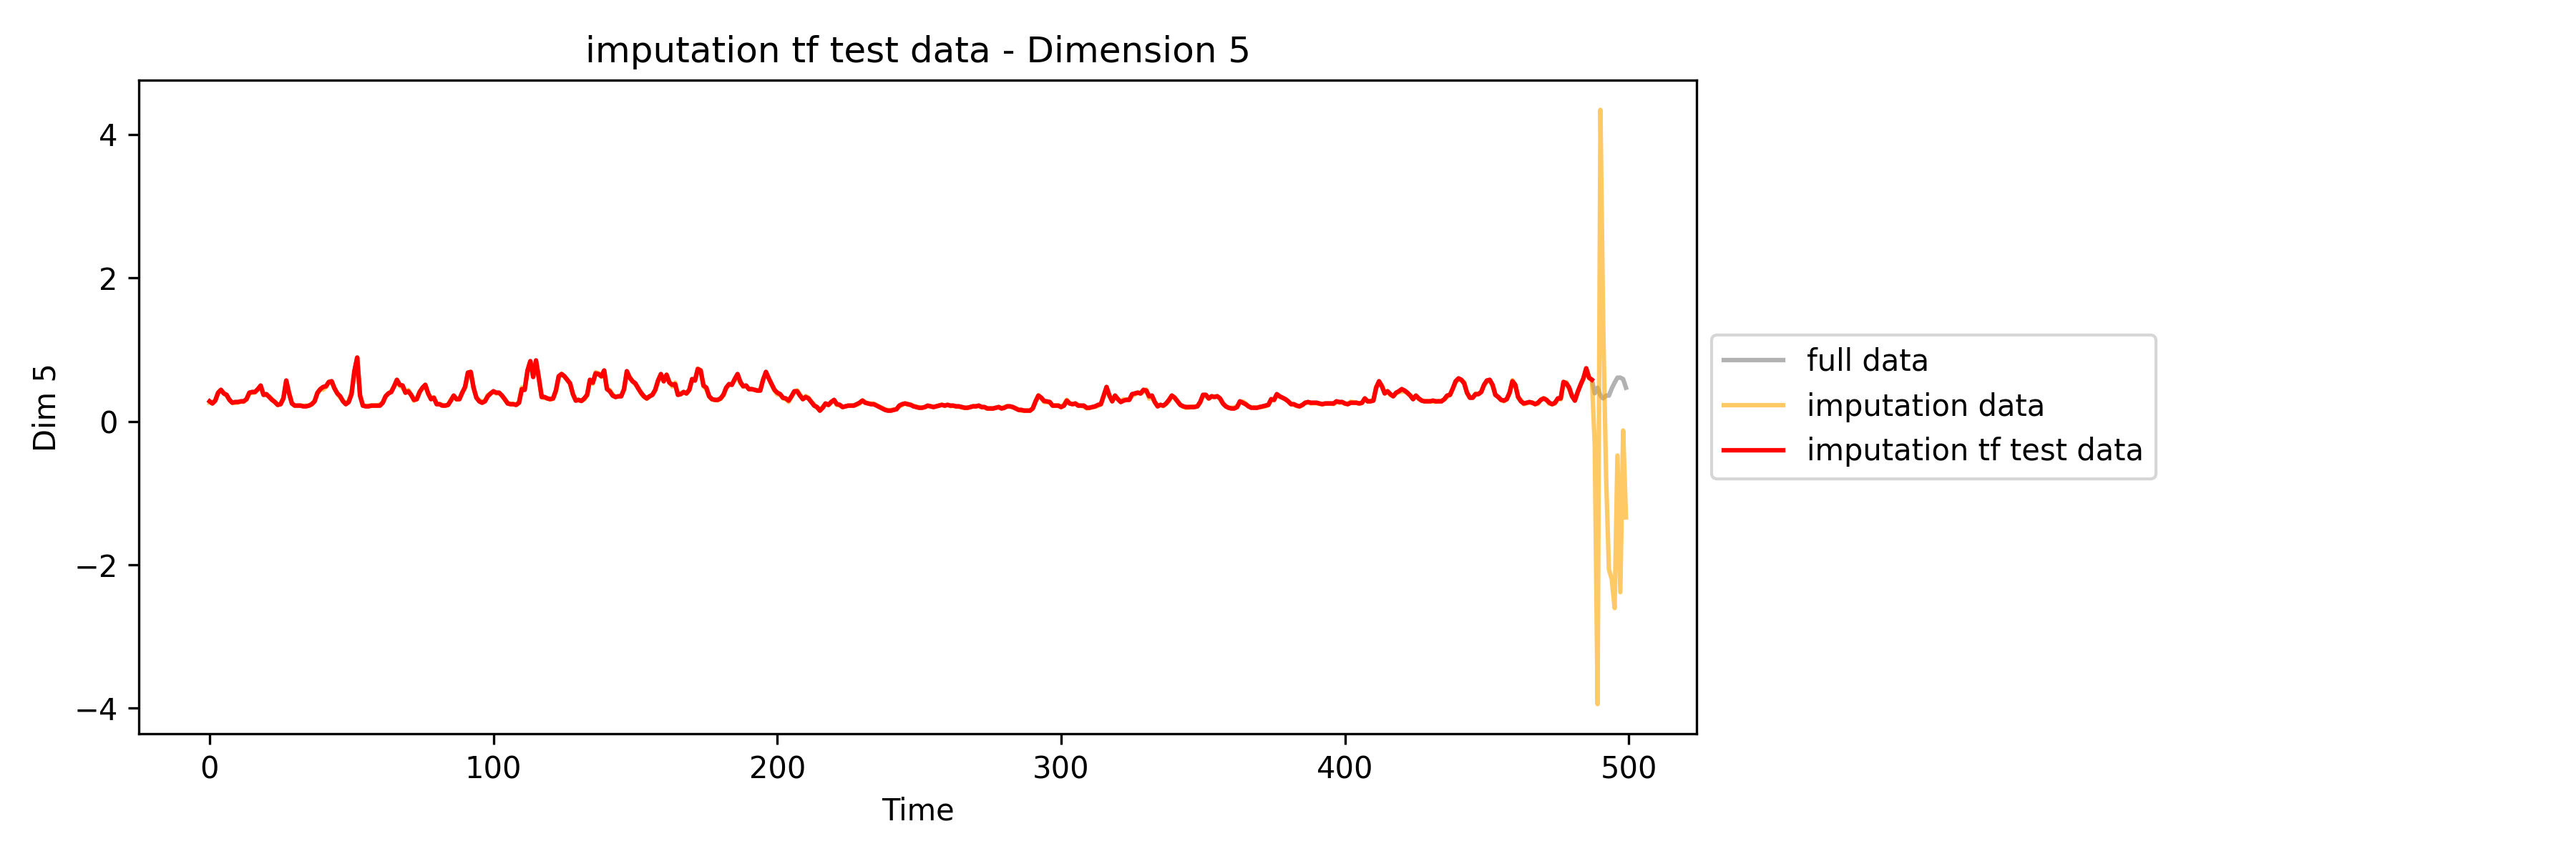 imputation tf test data - Dimension 5
4
2
0
−2
−4
Dim 5
0 100 200 300 400 500
Time
full data
imputation data
imputation tf test data